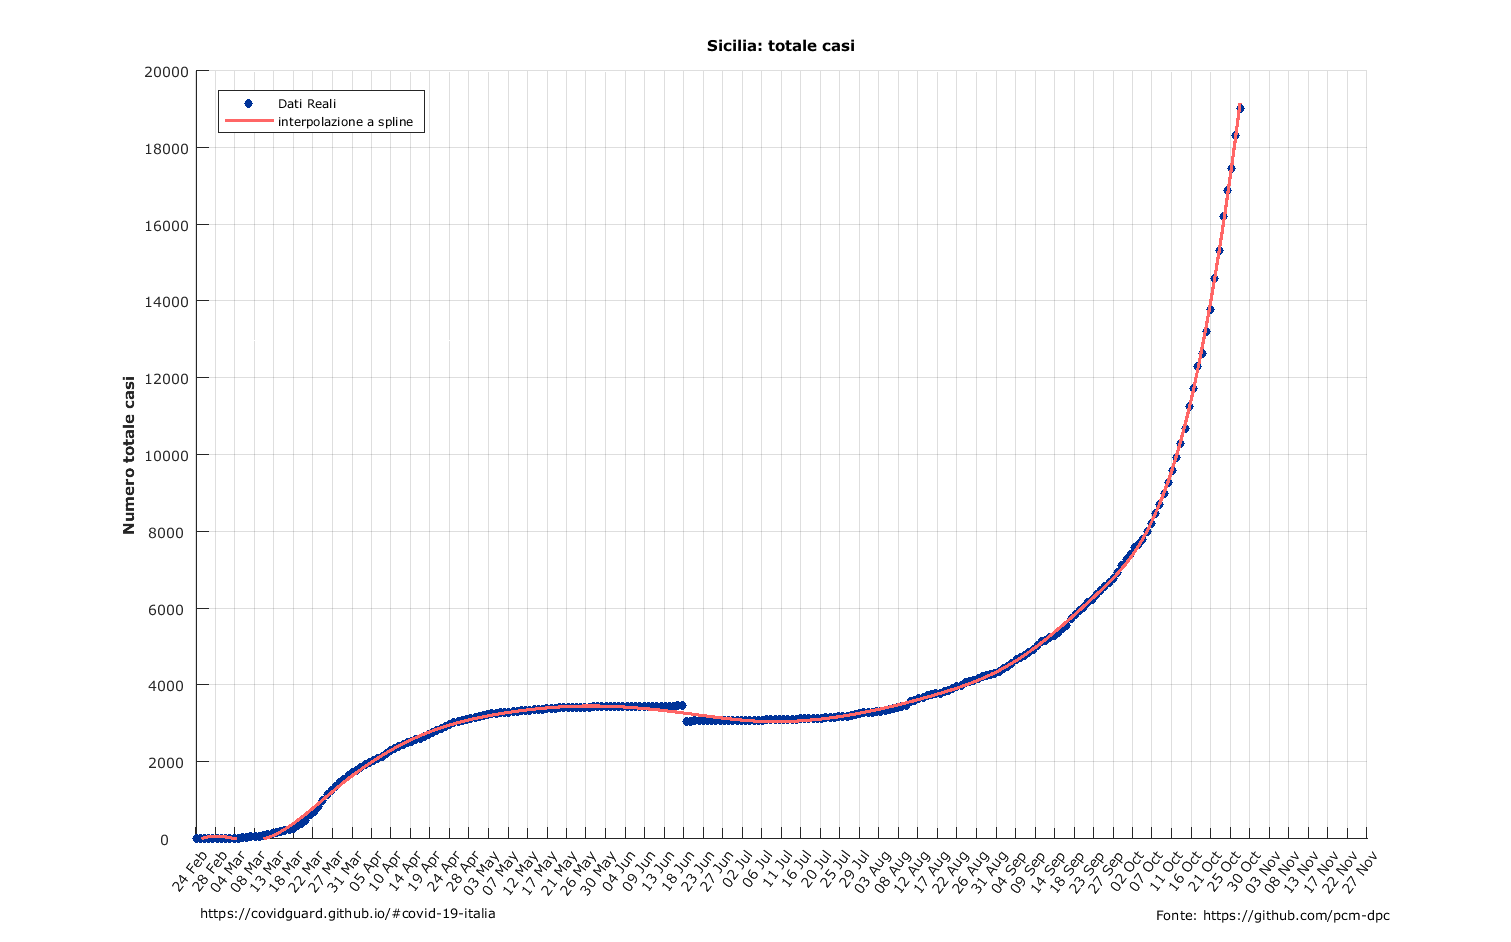 Sicilia: totale casi
Dati Reali
interpolazione a spline
Numero totale casi
20000
18000
16000
14000
12000
10000
8000
6000
4000
2000
0
24 Feb
28 Feb
04 Mar
08 Mar
13 Mar
18 Mar
22 Mar
27 Mar
31 Mar
05 Apr
10 Apr
14 Apr
19 Apr
24 Apr
28 Apr
03 May
07 May
12 May
17 May
21 May
26 May
30 May
04 Jun
09 Jun
13 Jun
18 Jun
23 Jun
27 Jun
02 Jul
06 Jul
11 Jul
16 Jul
20 Jul
25 Jul
29 Jul
03 Aug
08 Aug
12 Aug
17 Aug
22 Aug
26 Aug
31 Aug
04 Sep
09 Sep
14 Sep
18 Sep
23 Sep
27 Sep
02 Oct
07 Oct
11 Oct
16 Oct
21 Oct
25 Oct
30 Oct
03 Nov
08 Nov
13 Nov
17 Nov
22 Nov
27 Nov
https://covidguard.github.io/#covid-19-italia
Fonte: https://github.com/pcm-dpc